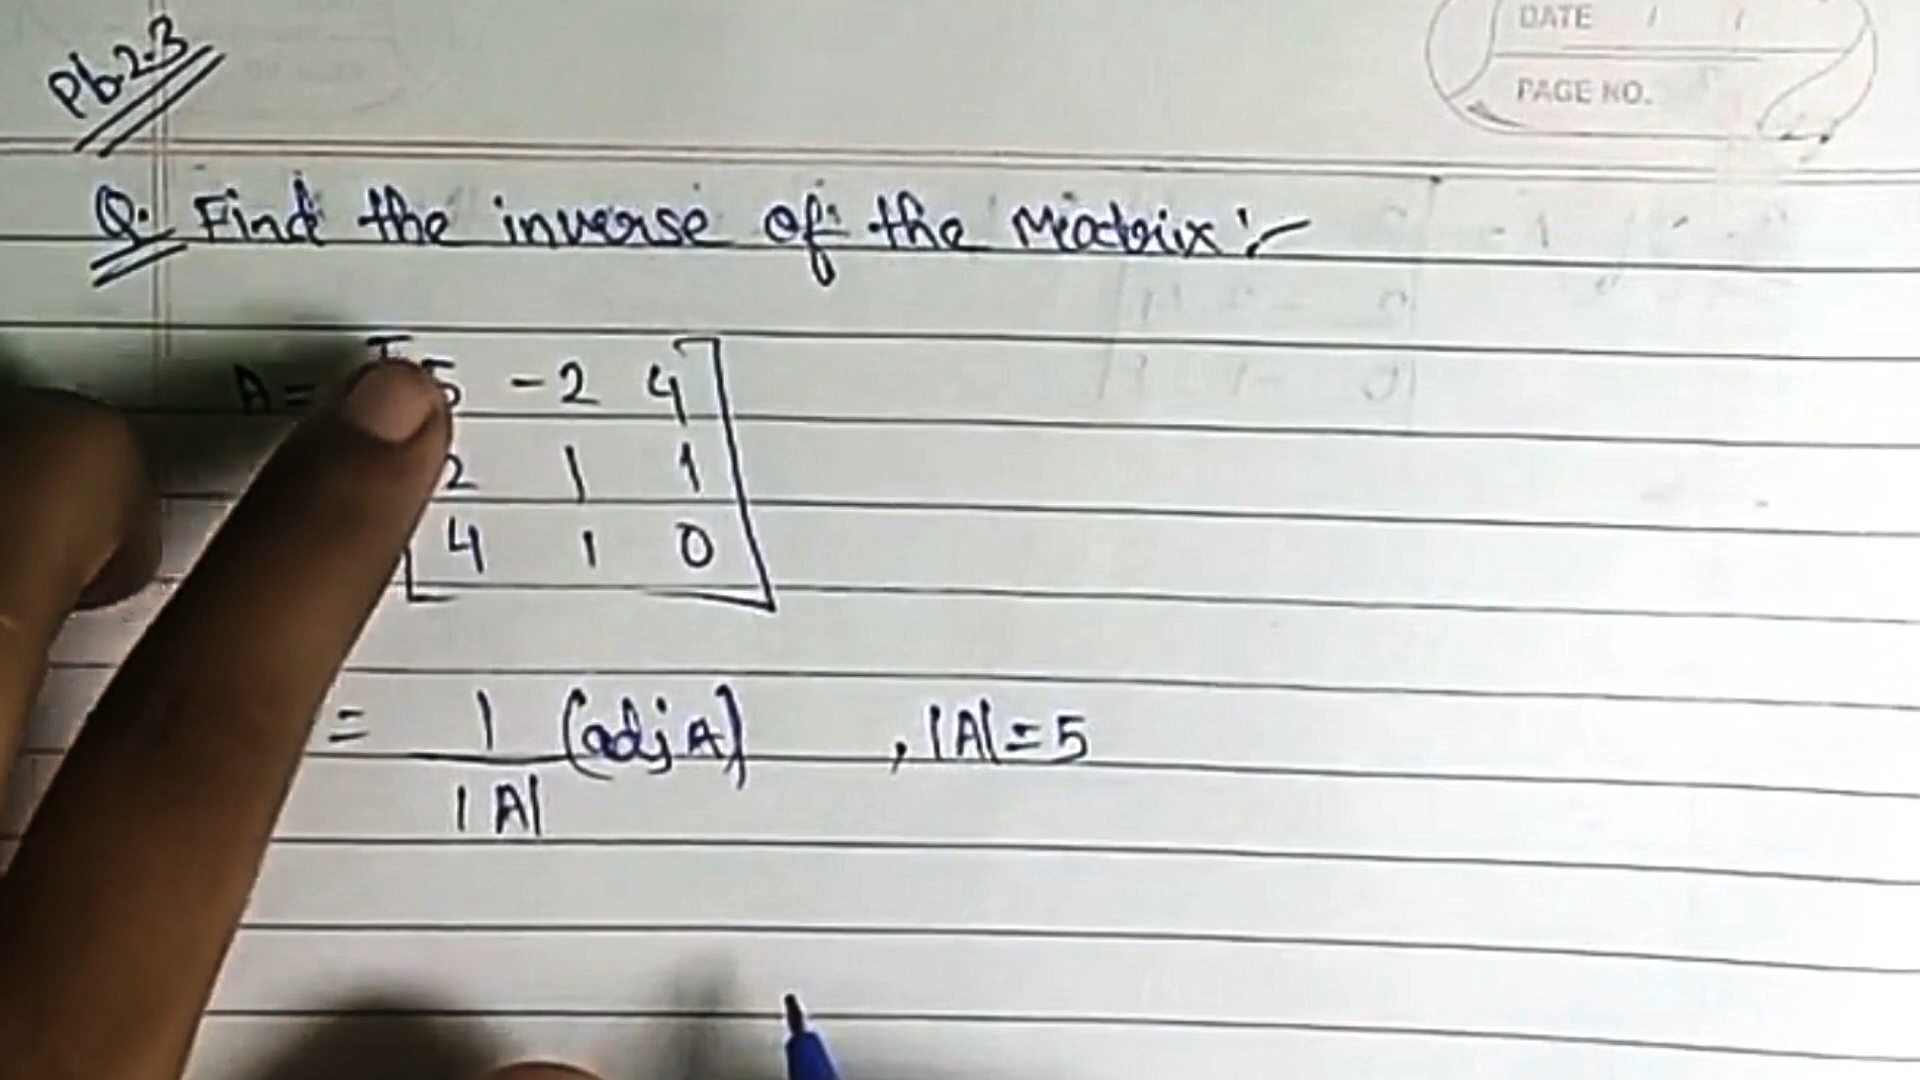 Pb.2.3
DATE / /
PAGE NO.
Q. Find the inverse of the Matrix :-
A = 5 -2 4
2 1 1
4 1 0
= 1 (adj A) , |A| = 5
|A|